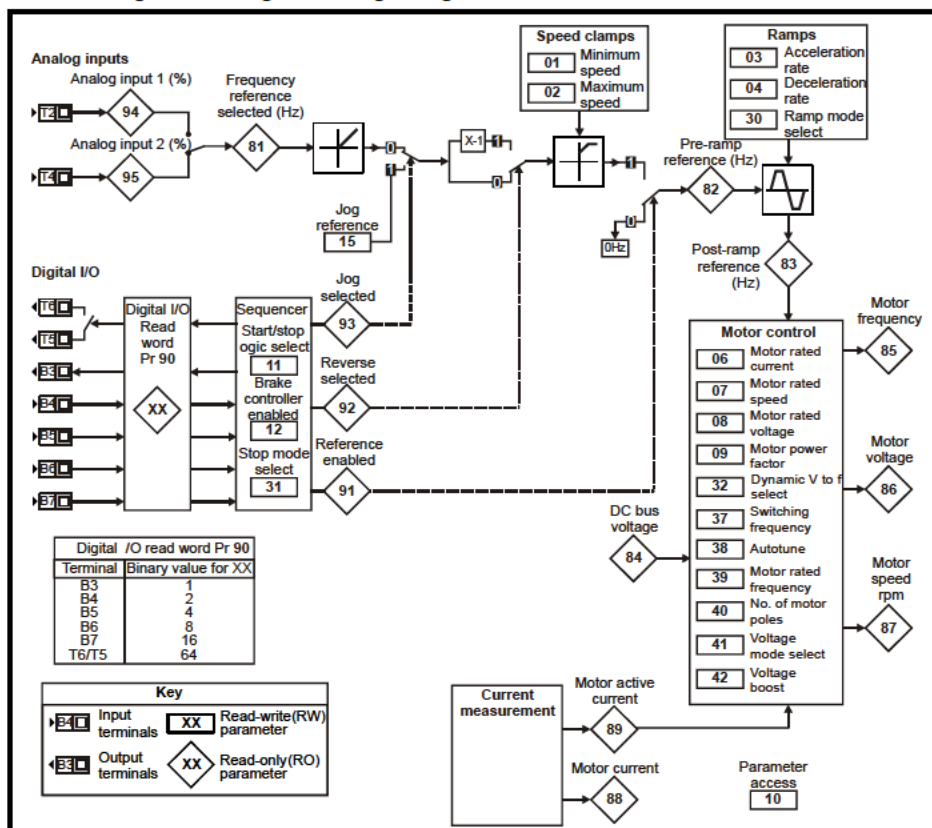 Analog inputs
Analog input 1 (%)
T2
94
Analog input 2 (%)
T4
95
Frequency
reference
selected (Hz)
81
0
1
Jog
reference
15
X-1
1
0
Speed clamps
01 Minimum
speed
02 Maximum
speed
1
0
0Hz
Pre-ramp
reference (Hz)
82
Ramps
03 Acceleration
rate
04 Deceleration
rate
30 Ramp mode
select
Post-ramp
reference
(Hz)
83
Digital I/O
T6
T5
B3
B4
B5
B6
B7
Digital I/O
Read
word
Pr 90
XX
Sequencer
Start/stop
ogic select
11
Brake
controller
enabled
12
Stop mode
select
31
Jog
selected
93
Reverse
selected
92
Reference
enabled
91
DC bus
voltage
84
Motor control
06 Motor rated
current
07 Motor rated
speed
08 Motor rated
voltage
09 Motor power
factor
32 Dynamic V to f
select
37 Switching
frequency
38 Autotune
39 Motor rated
frequency
40 No. of motor
poles
41 Voltage
mode select
42 Voltage
boost
Motor
frequency
85
Motor
voltage
86
Motor
speed
rpm
87
Digital /O read word Pr 90
Terminal Binary value for XX
B3 1
B4 2
B5 4
B6 8
B7 16
T6/T5 64
Key
B4 Input
terminals
XX Read-write(RW)
parameter
B3 Output
terminals
XX Read-only(RO)
parameter
Current
measurement
Motor active
current
89
Motor current
88
Parameter
access
10